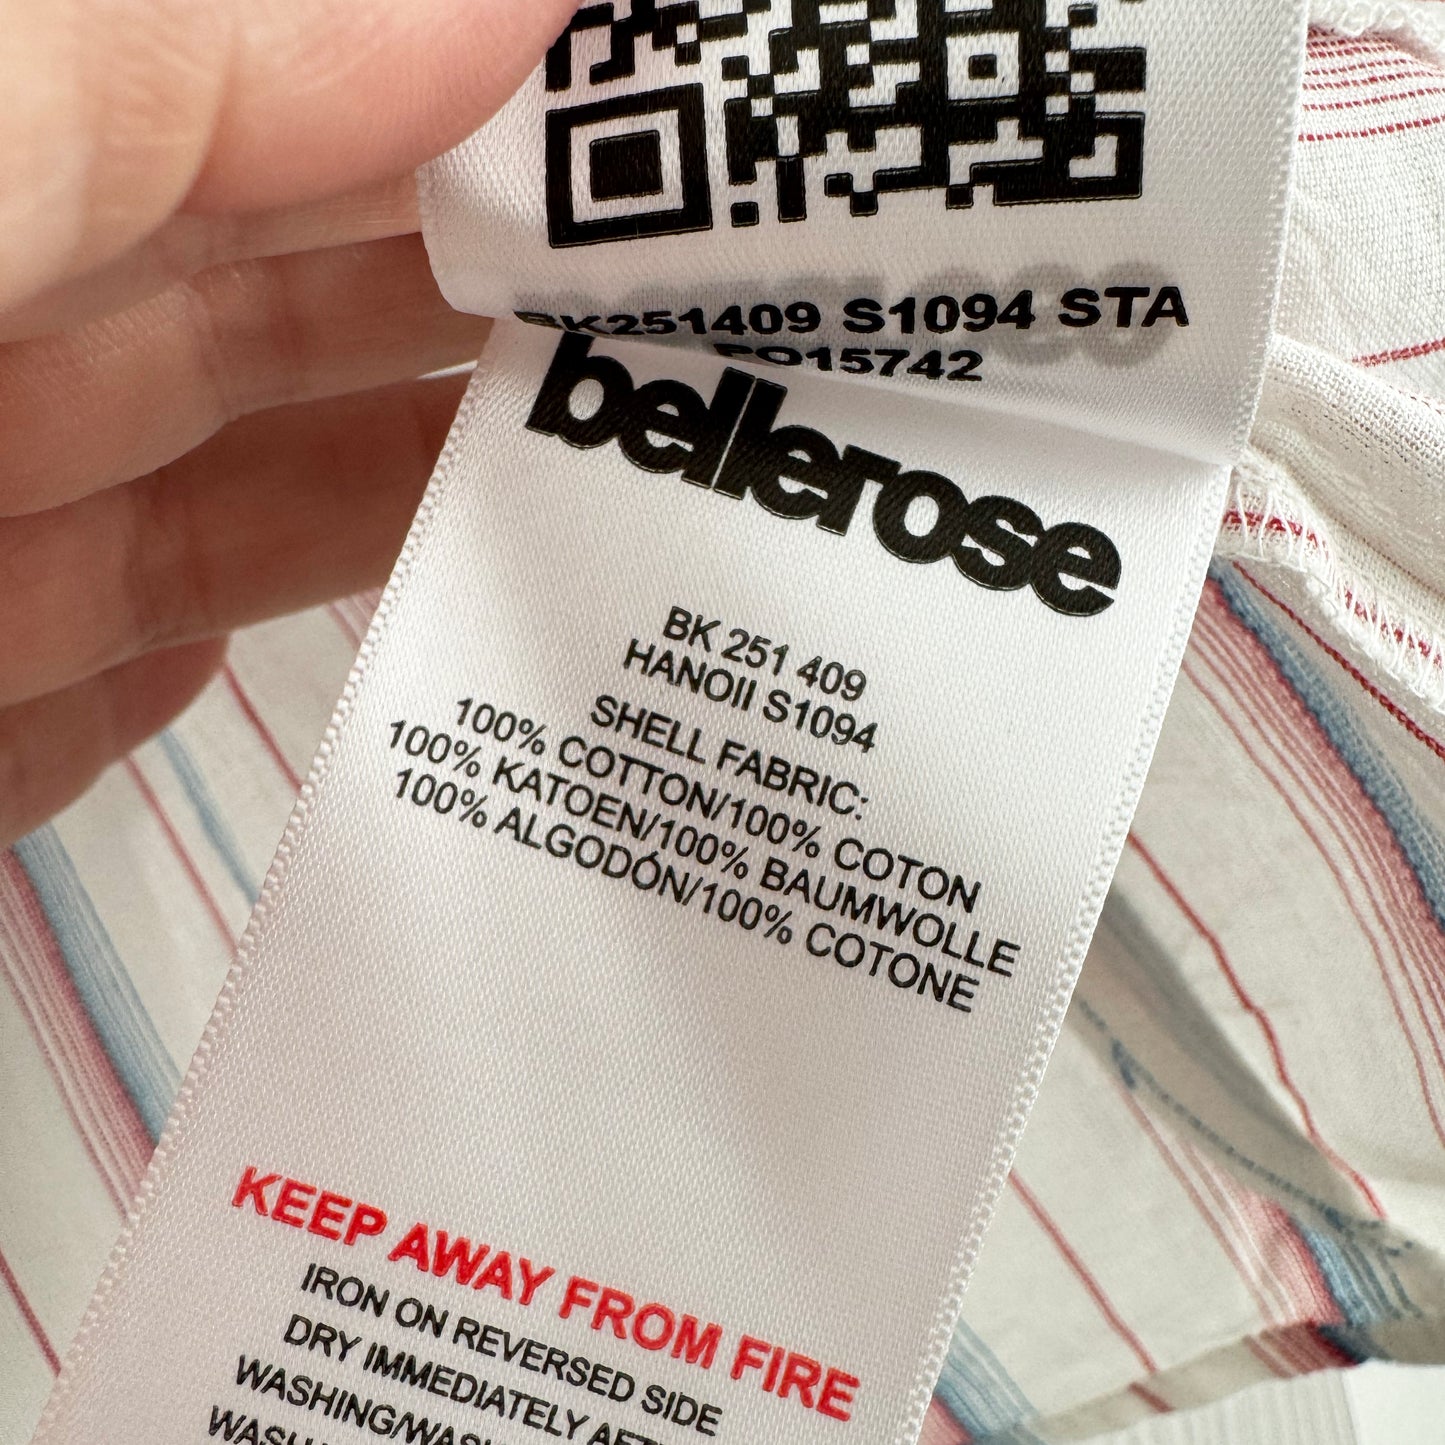 BK251409 S1094 STA
PO15742
bellerose
BK 251 409
HANOII S1094
SHELL FABRIC:
100% COTTON/100% COTON
100% KATOEN/100% BAUMWOLLE
100% ALGODÓN/100% COTONE
KEEP AWAY FROM FIRE
IRON ON REVERSED SIDE
DRY IMMEDIATELY